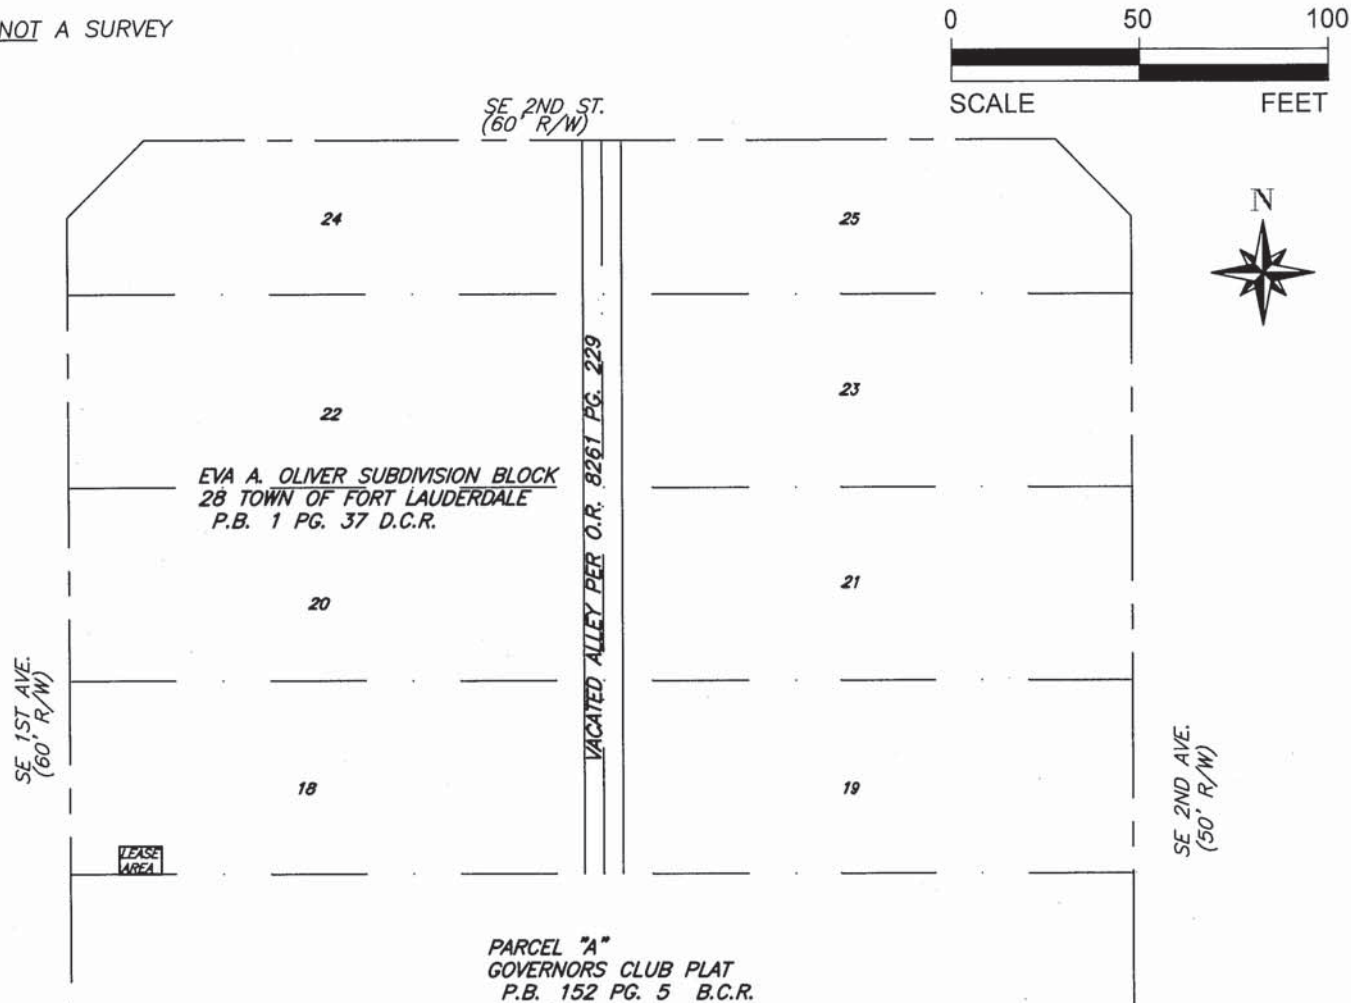 NOT A SURVEY
0 50 100
SCALE FEET
SE 2ND ST.
(60' R/W)
N
24
25
22
23
EVA A. OLIVER SUBDIVISION BLOCK
28 TOWN OF FORT LAUDERDALE
P.B. 1 PG. 37 D.C.R.
VACATED ALLEY PER O.R. 8261 PG. 229
20
21
SE 1ST AVE.
(60' R/W)
18
19
SE 2ND AVE.
(50' R/W)
LEASE
AREA
PARCEL "A"
GOVERNORS CLUB PLAT
P.B. 152 PG. 5 B.C.R.